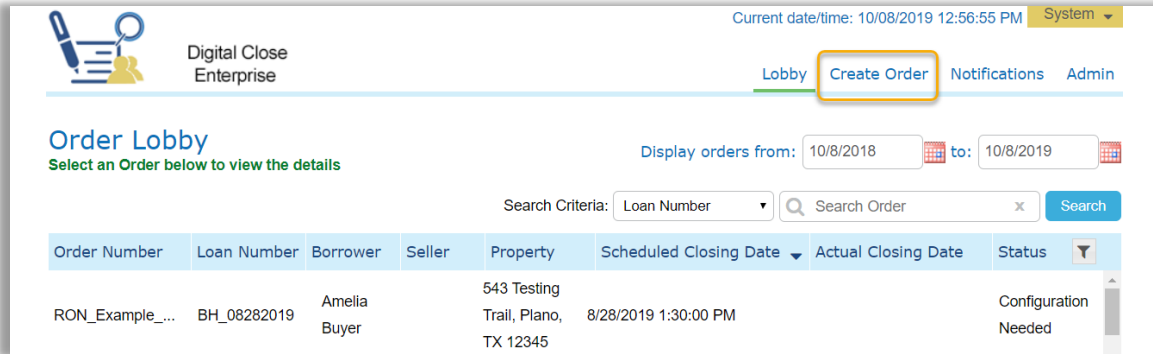 Current date/time: 10/08/2019 12:56:55 PM System
Digital Close
Enterprise
Lobby Create Order Notifications Admin
Order Lobby
Select an Order below to view the details
Display orders from: 10/8/2018 to: 10/8/2019
Search Criteria: Loan Number Search Order x Search
Order Number Loan Number Borrower Seller Property Scheduled Closing Date Actual Closing Date Status
RON_Example_... BH_08282019 Amelia
Buyer
543 Testing
Trail, Plano,
TX 12345
8/28/2019 1:30:00 PM
Configuration
Needed